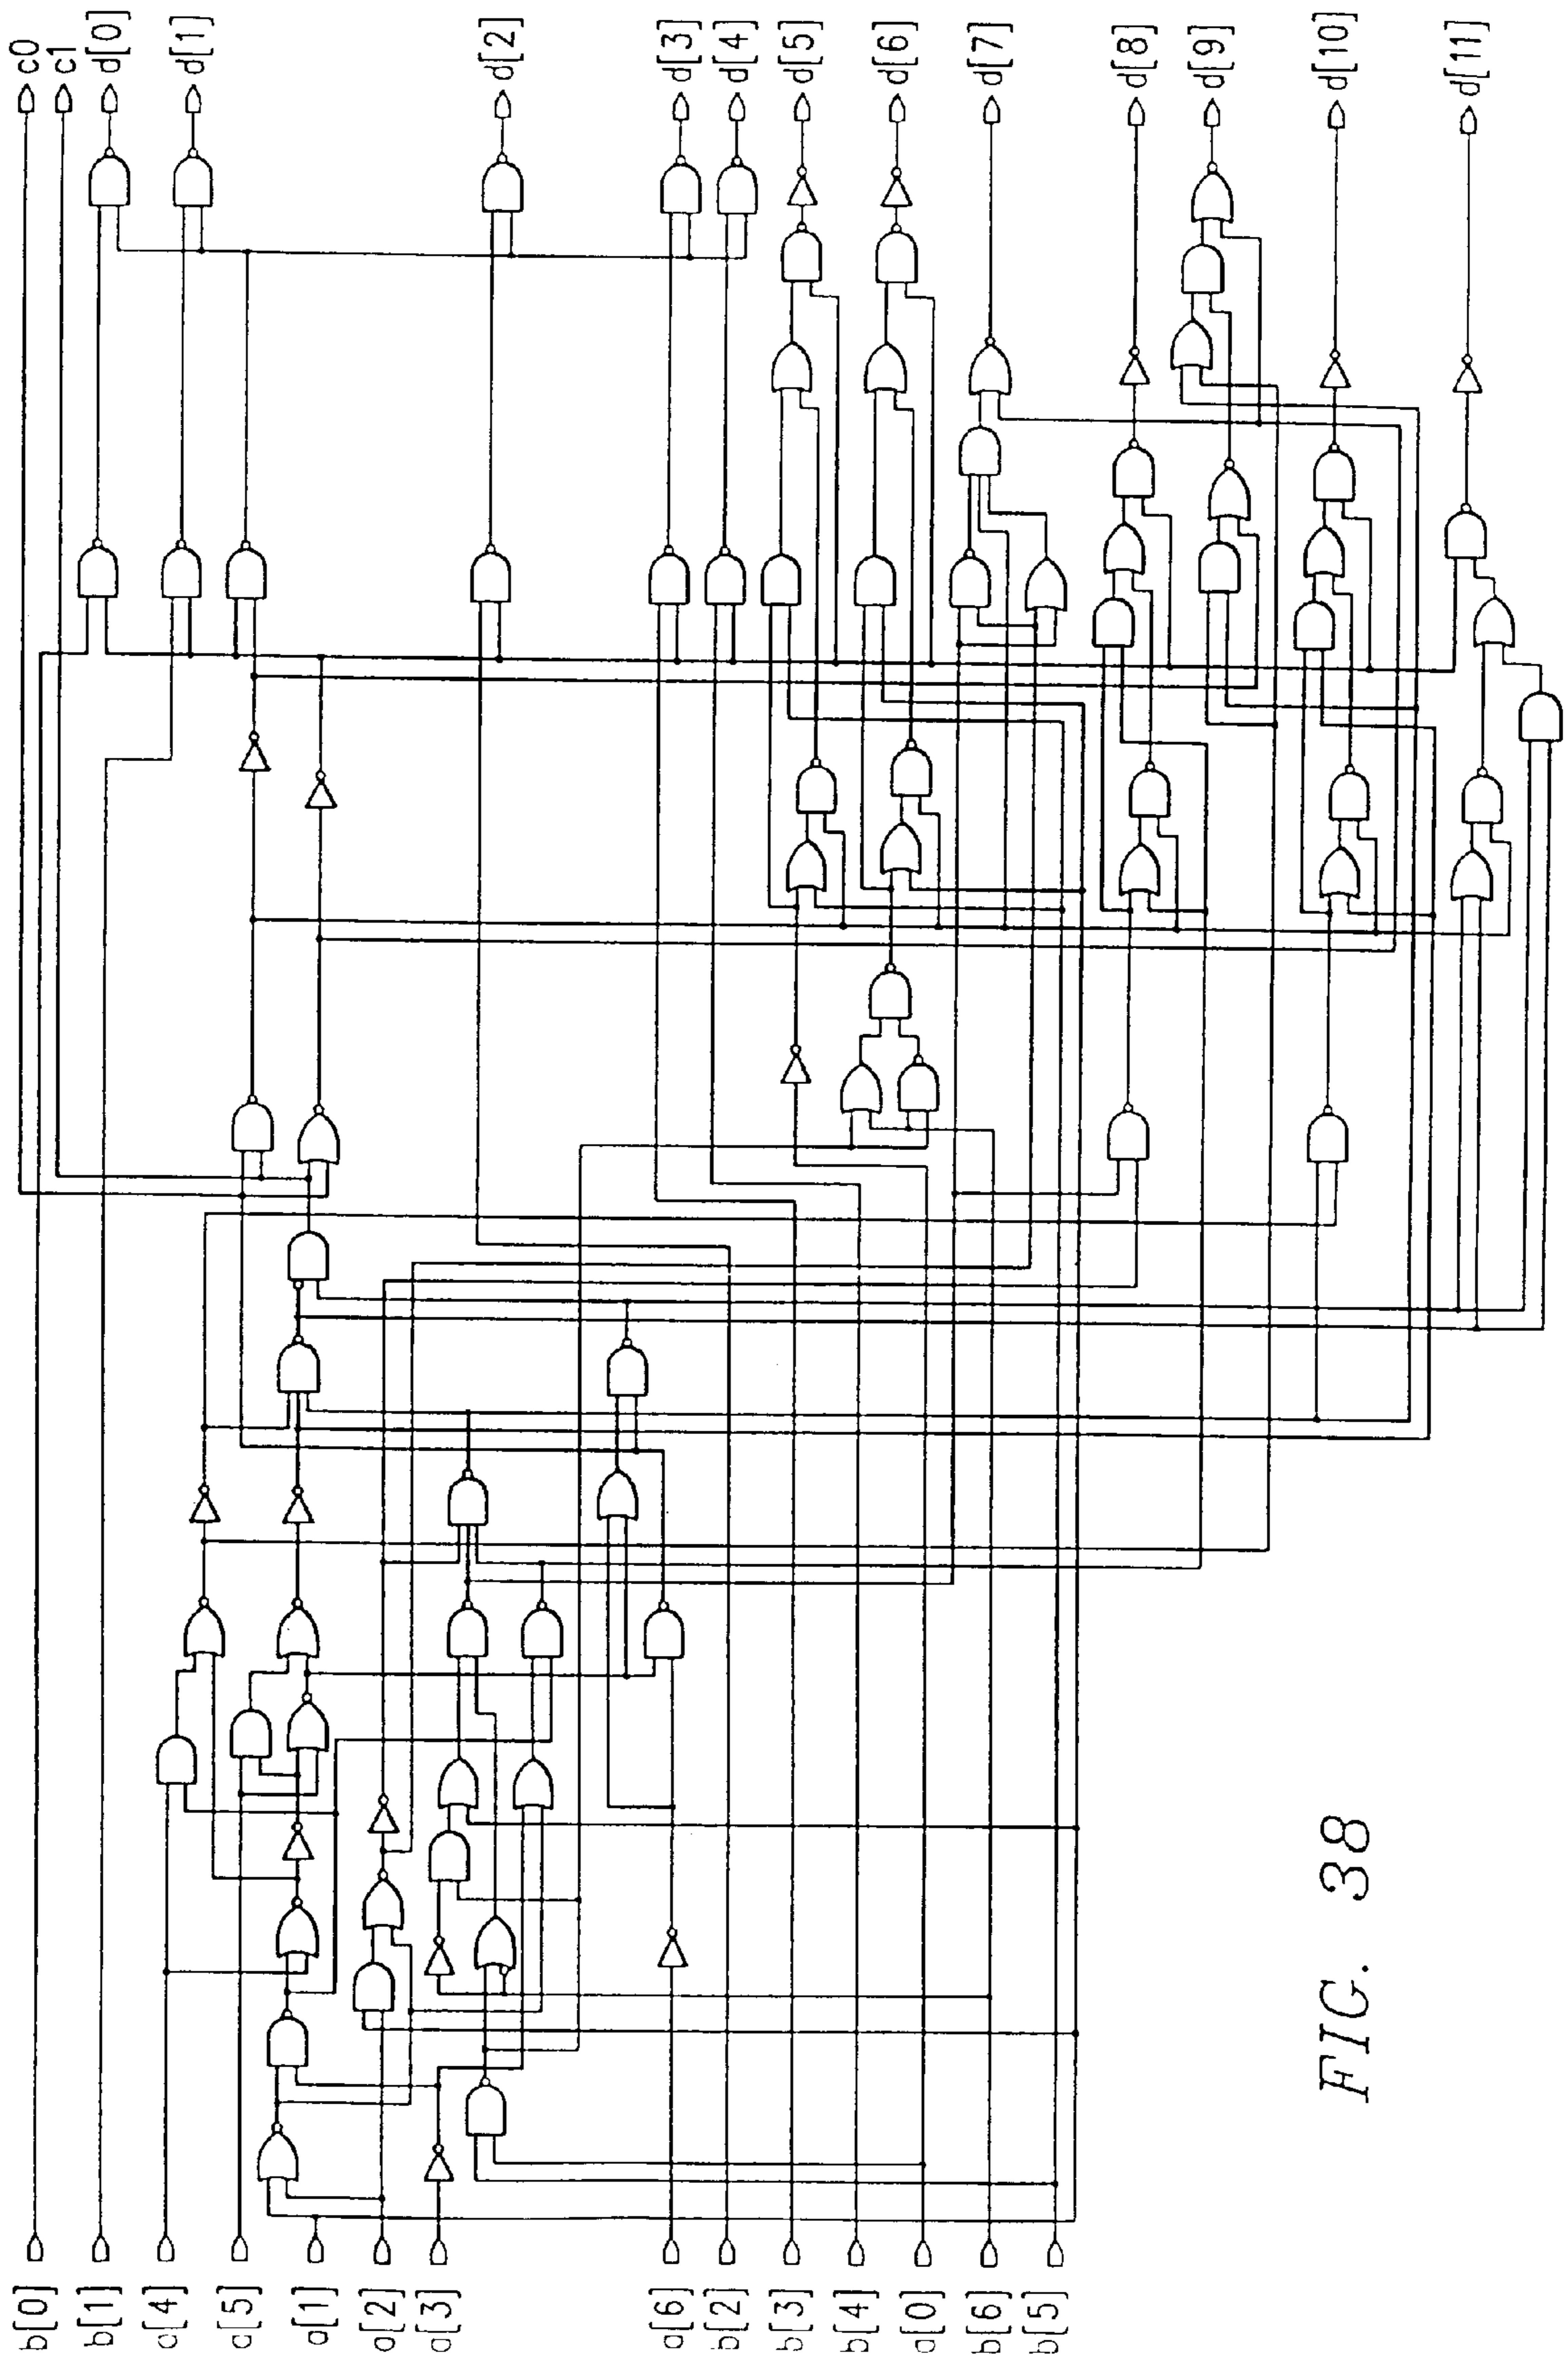 c0
c1
d[0]
d[1]
d[2]
d[3]
d[4]
d[5]
d[6]
d[7]
d[8]
d[9]
d[10]
d[11]
b[0]
b[1]
a[4]
a[5]
a[1]
a[2]
a[3]
a[6]
b[2]
b[3]
b[4]
a[0]
b[6]
b[5]
FIG. 38